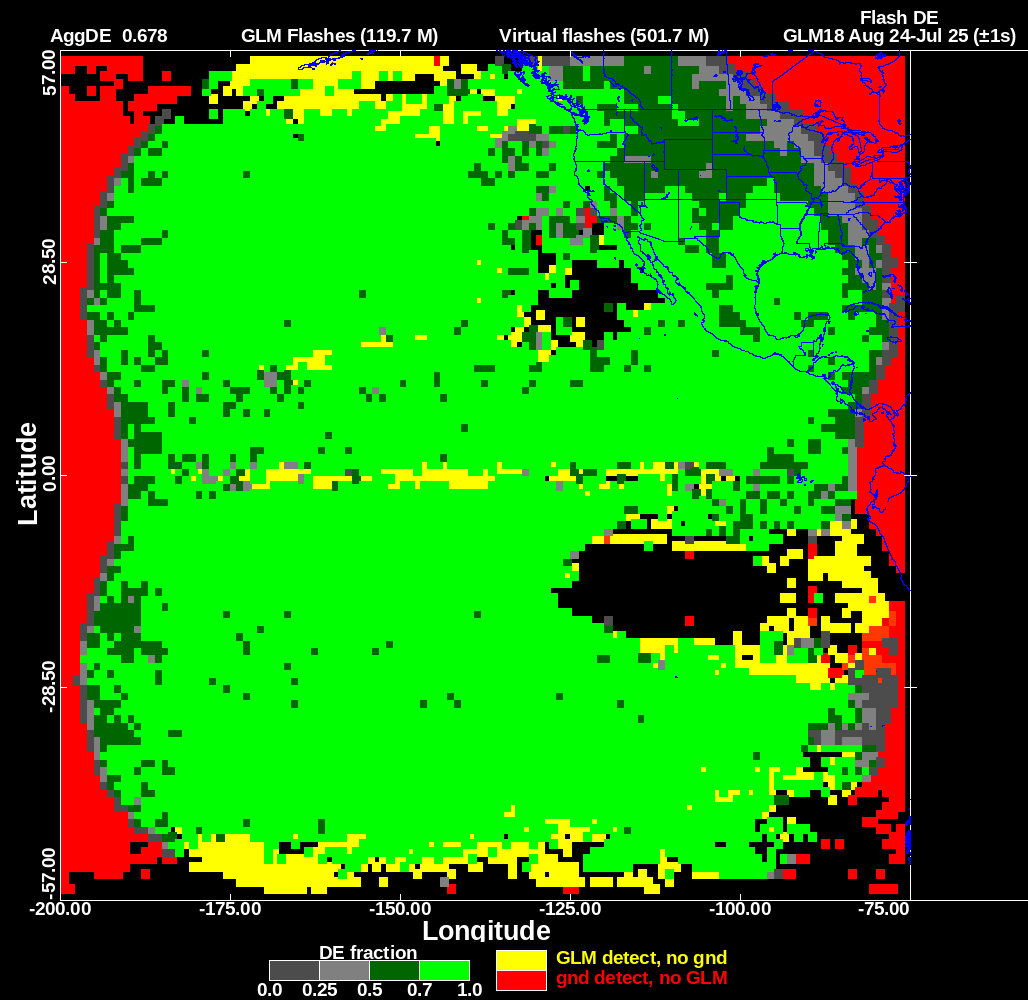 Flash DE
AggDE 0.678 GLM Flashes (119.7 M) Virtual flashes (501.7 M) GLM18 Aug 24-Jul 25 (±1s)
57.00
28.50
0.00
-28.50
-57.00
Latitude
-200.00 -175.00 -150.00 -125.00 -100.00 -75.00
Longitude
DE fraction
0.0 0.25 0.5 0.7 1.0
GLM detect, no gnd
gnd detect, no GLM